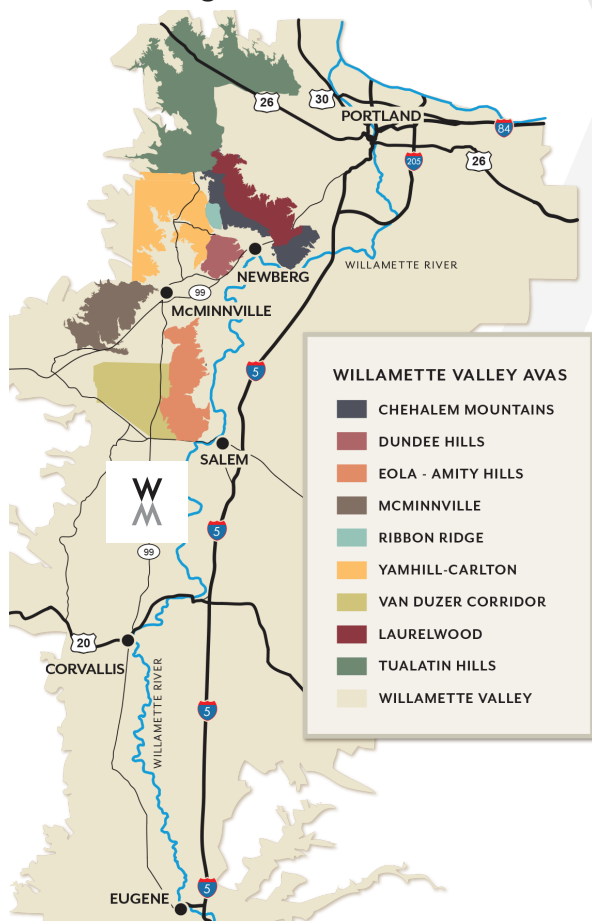 26
30
PORTLAND
84
205
26
WILLAMETTE RIVER
NEWBERG
99
McMINNVILLE
5
WILLAMETTE VALLEY AVAS
CHEHALEM MOUNTAINS
DUNDEE HILLS
EOLA - AMITY HILLS
MCMINNVILLE
RIBBON RIDGE
YAMHILL-CARLTON
VAN DUZER CORRIDOR
LAURELWOOD
TUALATIN HILLS
WILLAMETTE VALLEY
SALEM
W
5
99
20
CORVALLIS
WILLAMETTE RIVER
5
5
EUGENE